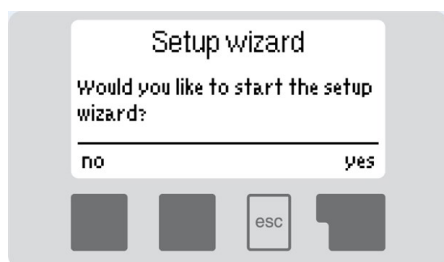 Setup wizard
Would you like to start the setup
wizard?
no yes
esc